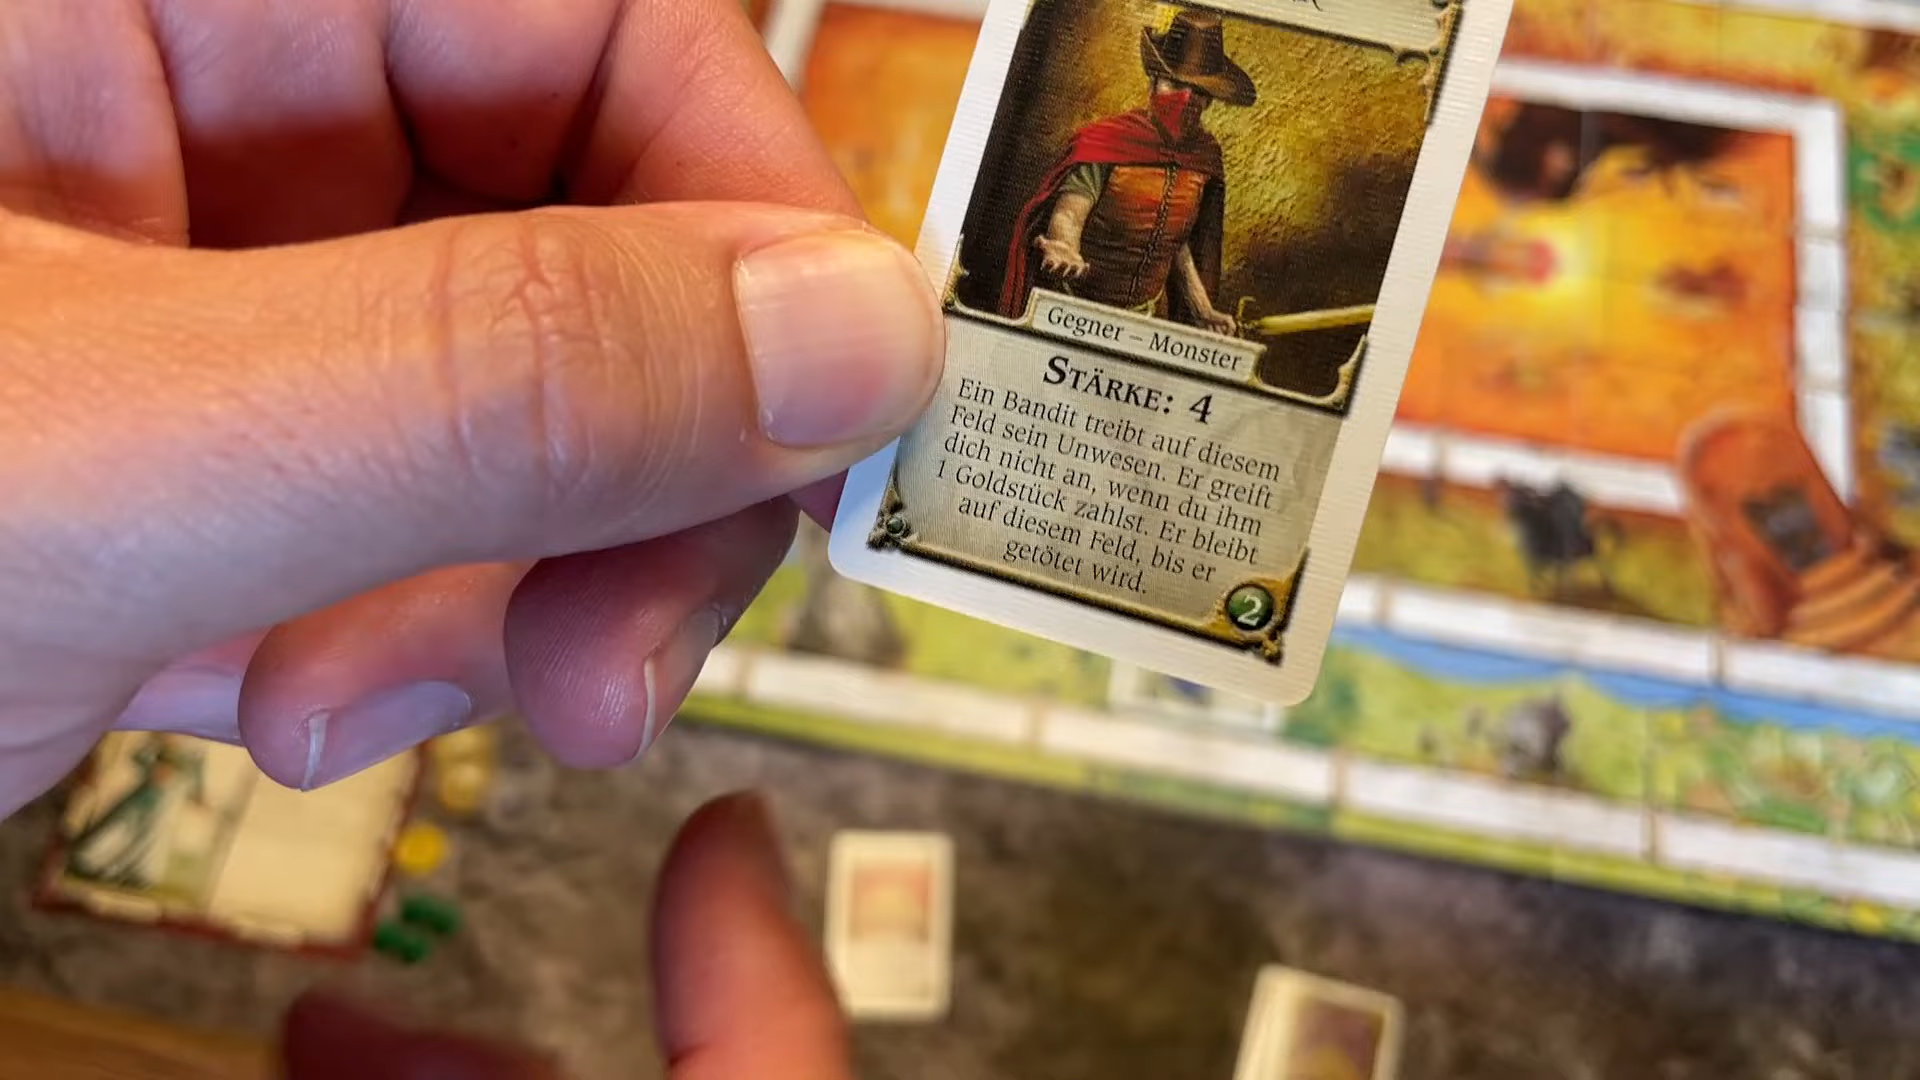 Gegner – Monster
STÄRKE: 4
Ein Bandit treibt auf diesem
Feld sein Unwesen. Er greift
dich nicht an, wenn du ihm
1 Goldstück zahlst. Er bleibt
auf diesem Feld, bis er
getötet wird.
2